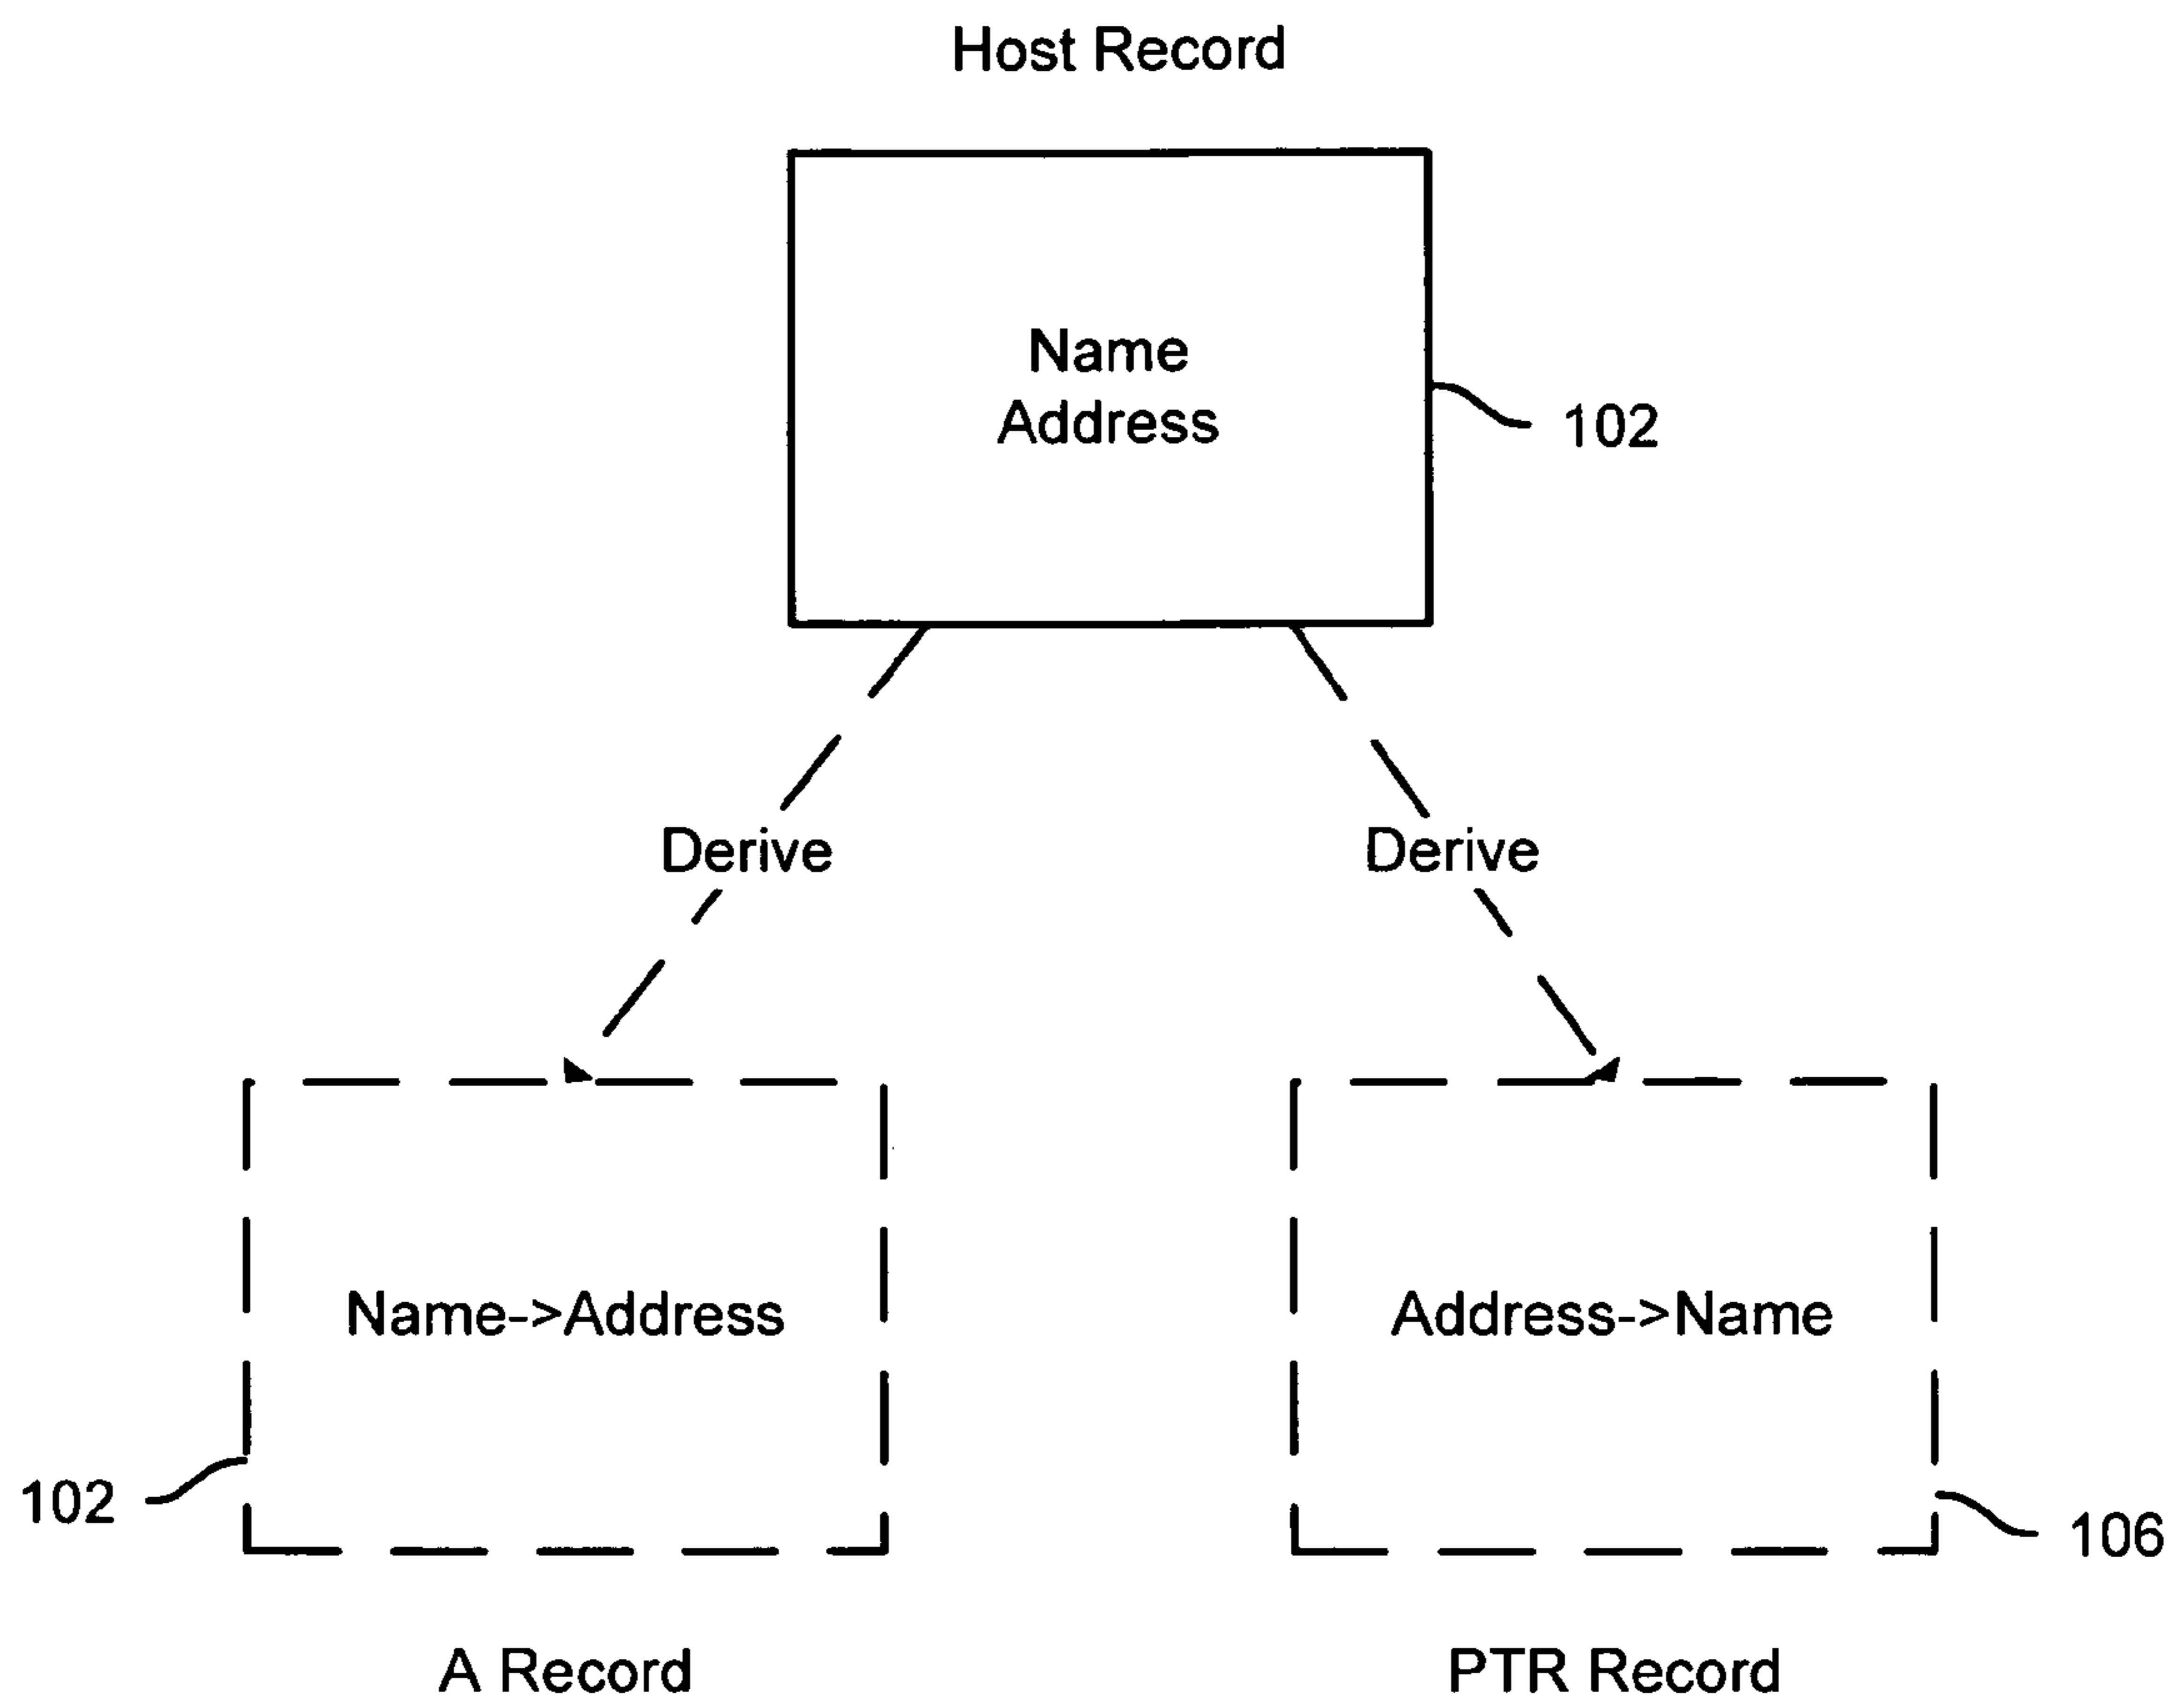 Host Record
Name
Address
102
Derive
Derive
Name->Address
Address->Name
102
106
A Record
PTR Record